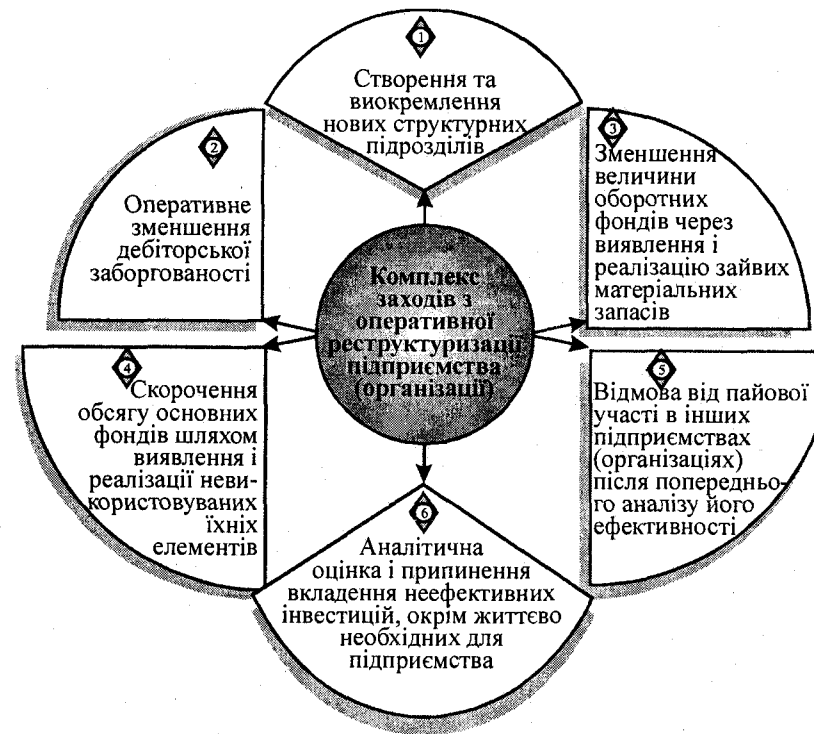 1
Створення та
виокремлення
нових структурних
підрозділів
2
Оперативне
зменшення
дебіторської
заборгованості
3
Зменшення
величини
оборотних
фондів через
виявлення і
реалізацію зайвих
матеріальних
запасів
Комплекс
заходів з
оперативної
реструктуризації
підприємства
(організації)
4
Скорочення
обсягу основних
фондів шляхом
виявлення і
реалізації неви-
користовуваних
їхніх
елементів
5
Відмова від пайової
участі в інших
підприємствах
(організаціях)
після попередньо-
го аналізу його
ефективності
6
Аналітична
оцінка і припинення
вкладення неефективних
інвестицій, окрім життєво
необхідних для
підприємства